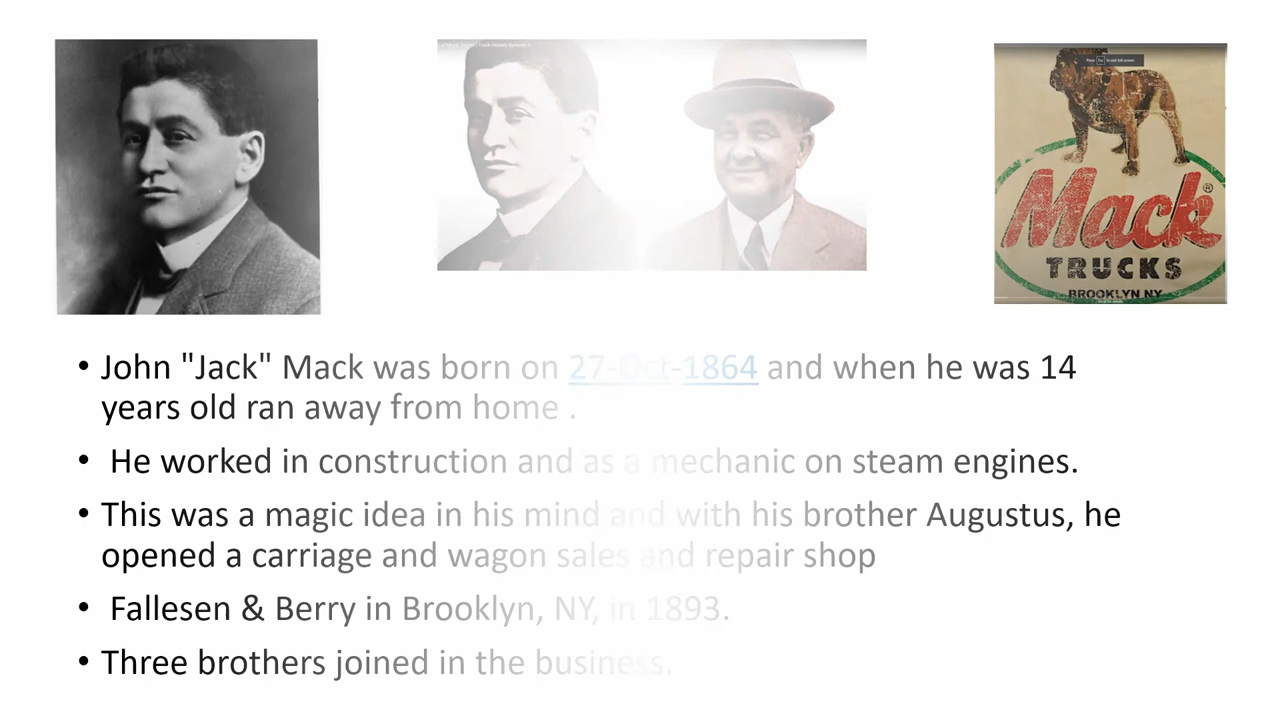 Mack®
TRUCKS
BROOKLYN NY
• John "Jack" Mack was born on 27-Oct-1864 and when he was 14
years old ran away from home .
• He worked in construction and as a mechanic on steam engines.
• This was a magic idea in his mind and with his brother Augustus, he
opened a carriage and wagon sales and repair shop
• Fallesen & Berry in Brooklyn, NY, in 1893.
• Three brothers joined in the business.